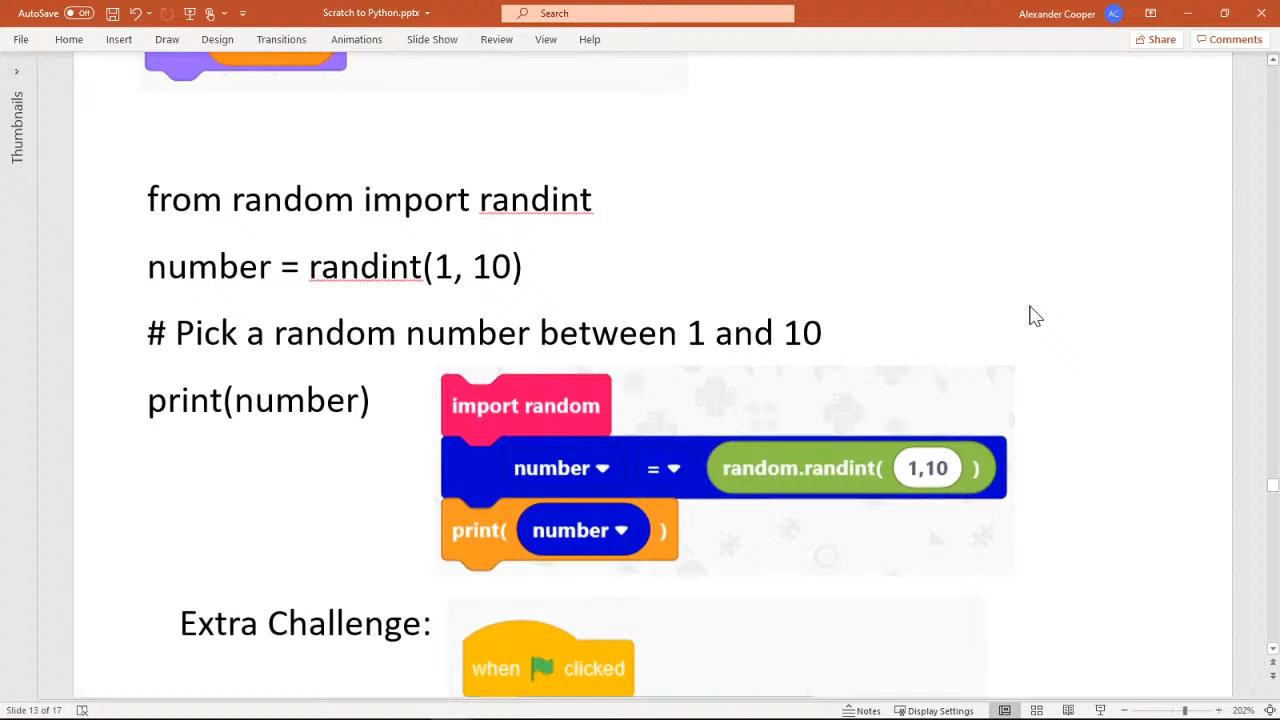 AutoSave Off Scratch to Python.pptx Search Alexander Cooper AC
File Home Insert Draw Design Transitions Animations Slide Show Review View Help Share Comments
Thumbnails
from random import randint
number = randint(1, 10)
# Pick a random number between 1 and 10
print(number)
import random
number = random.randint( 1,10 )
print( number )
Extra Challenge:
when clicked
Slide 13 of 17 Notes Display Settings 202%